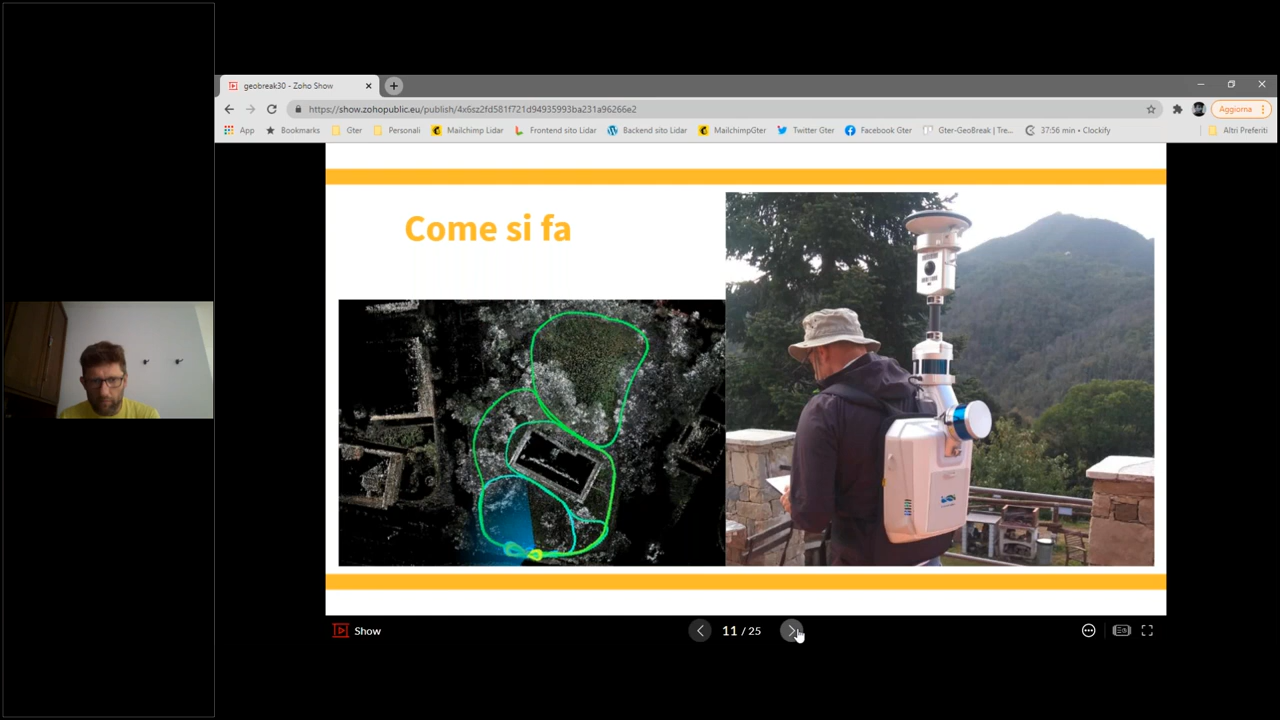 geobreak30 - Zoho Show
https://show.zohopublic.eu/publish/4x6sz2fd581f721d94935993ba231a96266e2
Aggiorna
App
Bookmarks
Gter
Personali
Mailchimp Lidar
Frontend sito Lidar
Backend sito Lidar
MailchimpGter
Twitter Gter
Facebook Gter
Gter-GeoBreak | Tre...
37:56 min • Clockify
Altri Preferiti
Come si fa
Show
11 / 25